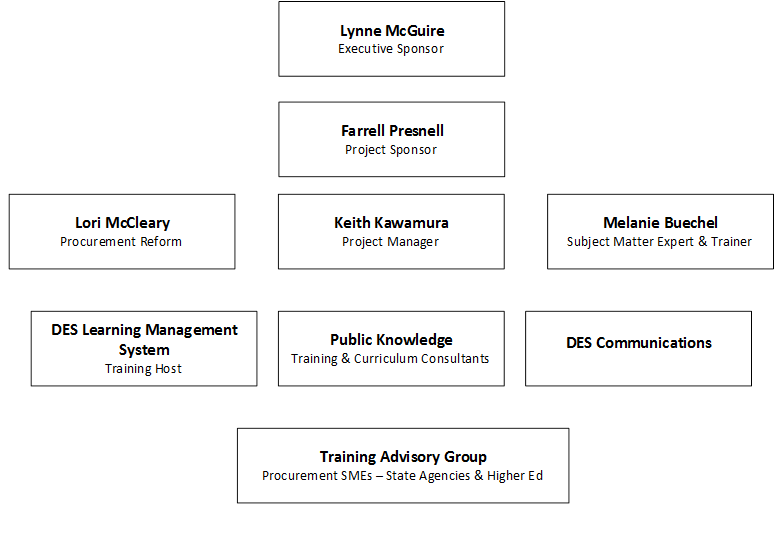 Lynne McGuire
Executive Sponsor
Farrell Presnell
Project Sponsor
Lori McCleary
Procurement Reform
Keith Kawamura
Project Manager
Melanie Buechel
Subject Matter Expert & Trainer
DES Learning Management
System
Training Host
Public Knowledge
Training & Curriculum Consultants
DES Communications
Training Advisory Group
Procurement SMEs – State Agencies & Higher Ed